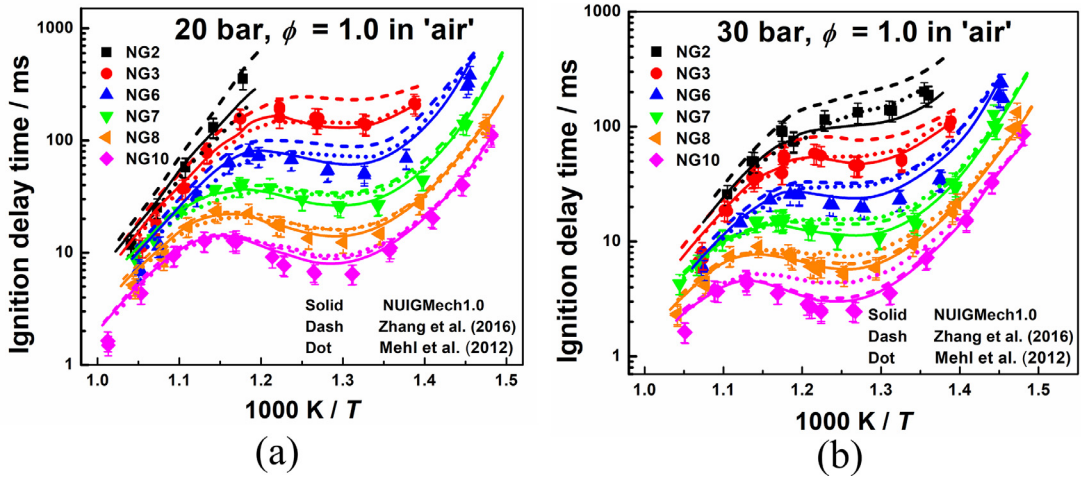 20 bar, ϕ = 1.0 in 'air'
Ignition delay time / ms
1000
100
10
1
NG2
NG3
NG6
NG7
NG8
NG10
Solid NUIGMech1.0
Dash Zhang et al. (2016)
Dot Mehl et al. (2012)
1.0 1.1 1.2 1.3 1.4 1.5
1000 K / T
(a)
30 bar, ϕ = 1.0 in 'air'
Ignition delay time / ms
1000
100
10
1
NG2
NG3
NG6
NG7
NG8
NG10
Solid NUIGMech1.0
Dash Zhang et al. (2016)
Dot Mehl et al. (2012)
1.0 1.1 1.2 1.3 1.4 1.5
1000 K / T
(b)